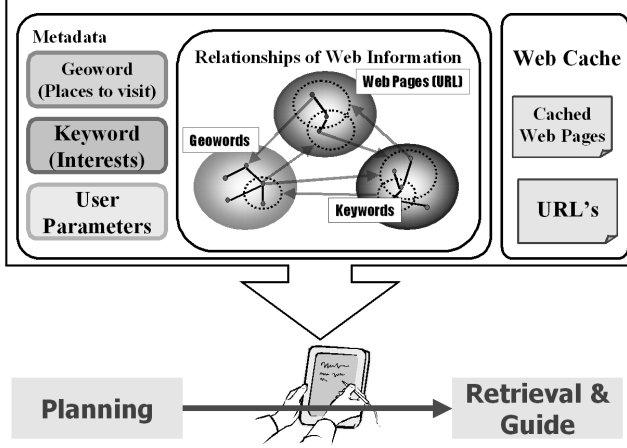 Metadata
Geoword
(Places to visit)
Keyword
(Interests)
User
Parameters
Relationships of Web Information
Web Pages (URL)
Geowords
Keywords
Web Cache
Cached
Web Pages
URL's
Planning
Retrieval &
Guide